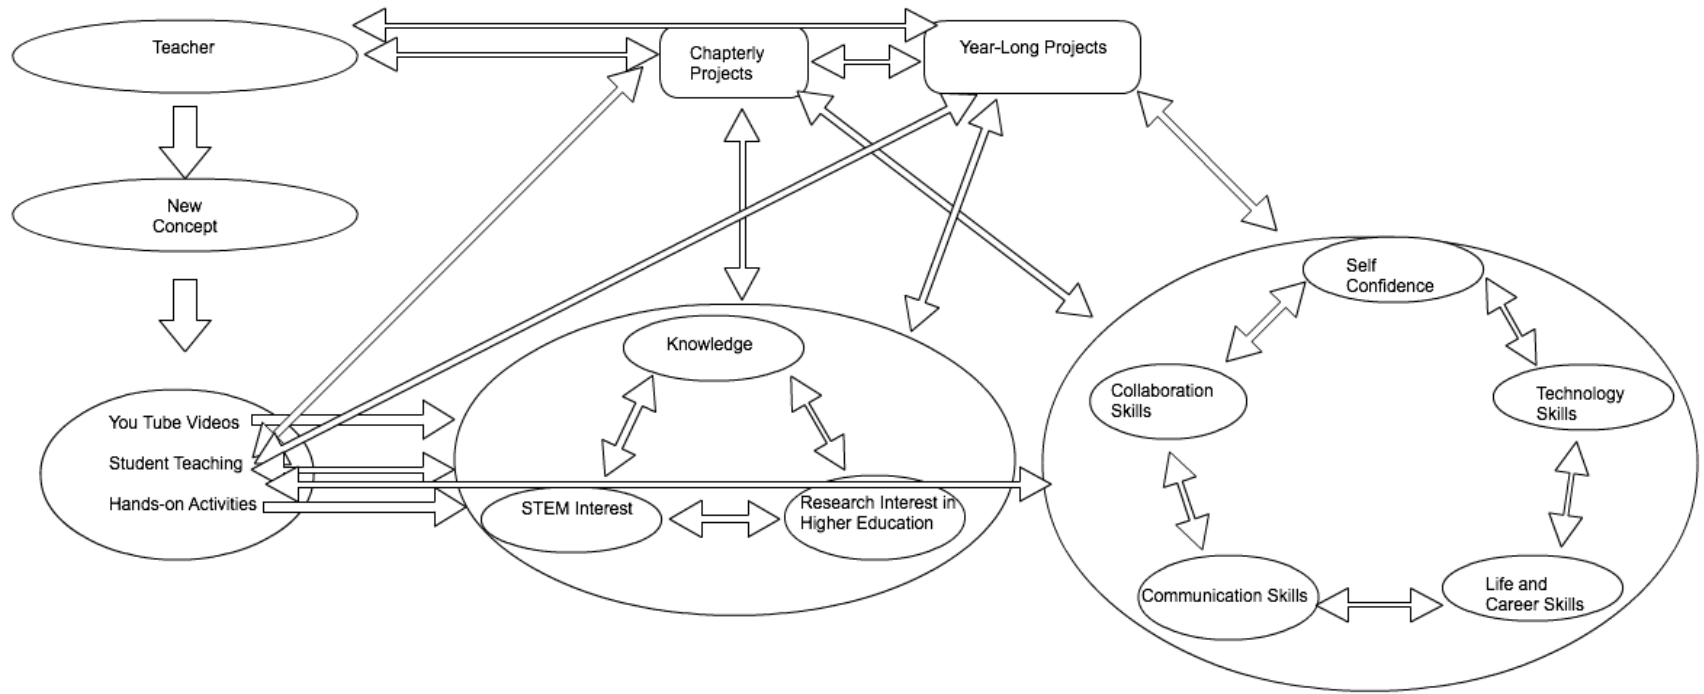 Teacher
Chapterly
Projects
Year-Long Projects
New
Concept
Self
Confidence
Knowledge
Collaboration
Skills
Technology
Skills
You Tube Videos
Student Teaching
Hands-on Activities
STEM Interest
Research Interest in
Higher Education
Communication Skills
Life and
Career Skills